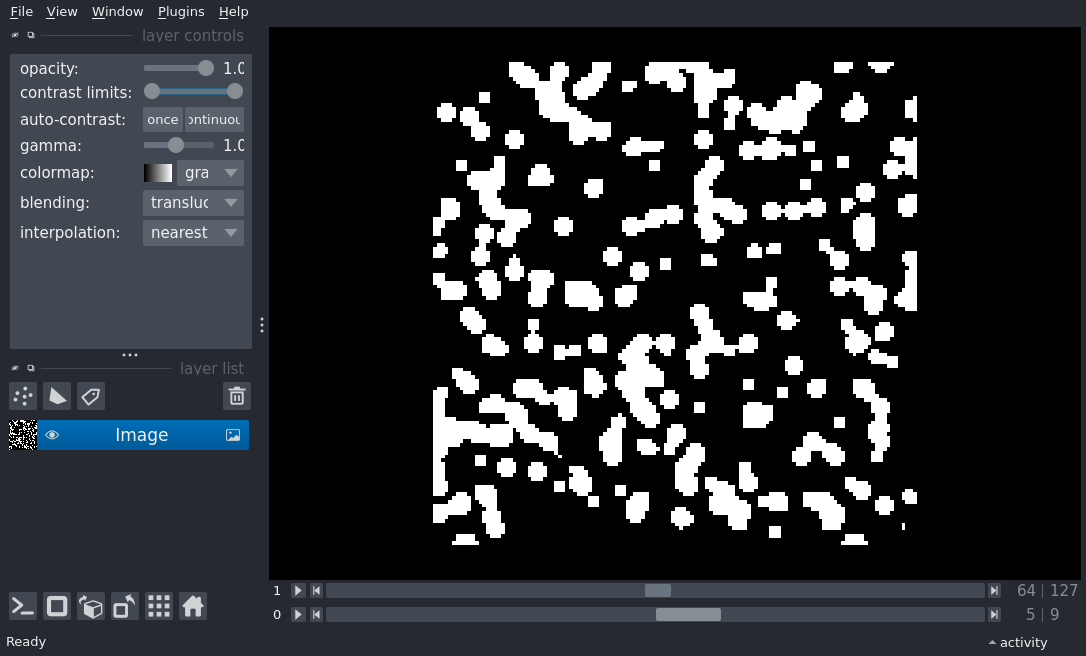 File View Window Plugins Help
layer controls
opacity: 1.0
contrast limits:
auto-contrast: once ontinuou
gamma: 1.0
colormap: gra
blending: transluc
interpolation: nearest
layer list
Image
1 64 | 127
0 5 | 9
Ready activity